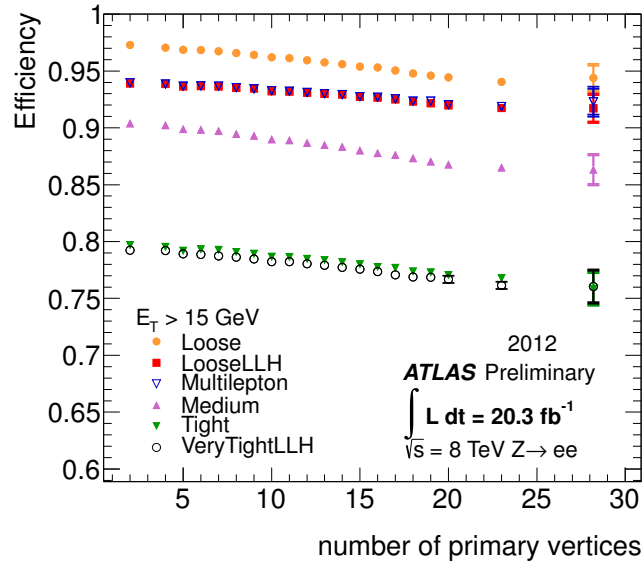 Efficiency
1
0.95
0.9
0.85
0.8
0.75
0.7
0.65
0.6
E_T > 15 GeV
Loose
LooseLLH
Multilepton
Medium
Tight
VeryTightLLH
2012
ATLAS Preliminary
∫ L dt = 20.3 fb⁻¹
√s = 8 TeV Z→ ee
5 10 15 20 25 30
number of primary vertices